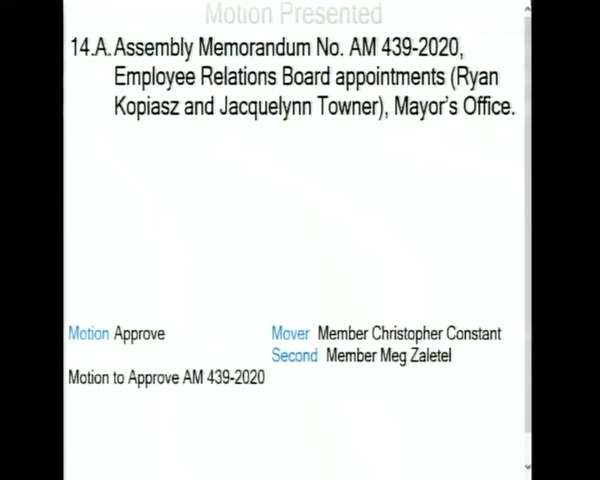 Motion Presented
14.A. Assembly Memorandum No. AM 439-2020,
Employee Relations Board appointments (Ryan
Kopiasz and Jacquelynn Towner), Mayor's Office.
Motion Approve
Mover Member Christopher Constant
Second Member Meg Zaletel
Motion to Approve AM 439-2020